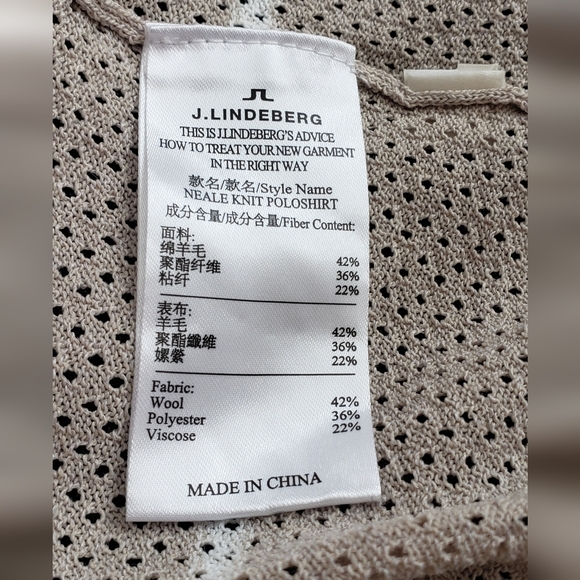 J.LINDEBERG
THIS IS J.LINDEBERG'S ADVICE
HOW TO TREAT YOUR NEW GARMENT
IN THE RIGHT WAY
款名/款名/Style Name
NEALE KNIT POLOSHIRT
成分含量/成分含量/Fiber Content:
面料:
绵羊毛 42%
聚酯纤维 36%
粘纤 22%
表布:
羊毛 42%
聚酯纖維 36%
嫘縈 22%
Fabric:
Wool 42%
Polyester 36%
Viscose 22%
MADE IN CHINA